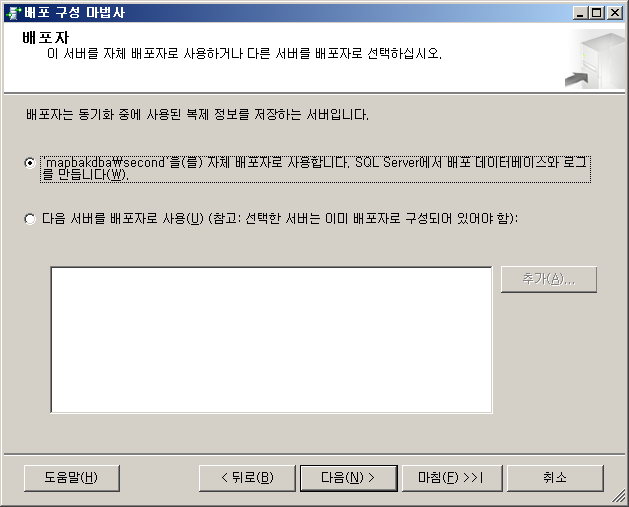 배포 구성 마법사
배포자
이 서버를 자체 배포자로 사용하거나 다른 서버를 배포자로 선택하십시오.
배포자는 동기화 중에 사용된 복제 정보를 저장하는 서버입니다.
'mapbakdba₩second'을(를) 자체 배포자로 사용합니다. SQL Server에서 배포 데이터베이스와 로그
를 만듭니다(W).
다음 서버를 배포자로 사용(U) (참고: 선택한 서버는 이미 배포자로 구성되어 있어야 함):
추가(A)...
도움말(H)
< 뒤로(B)
다음(N) >
마침(F) >>|
취소